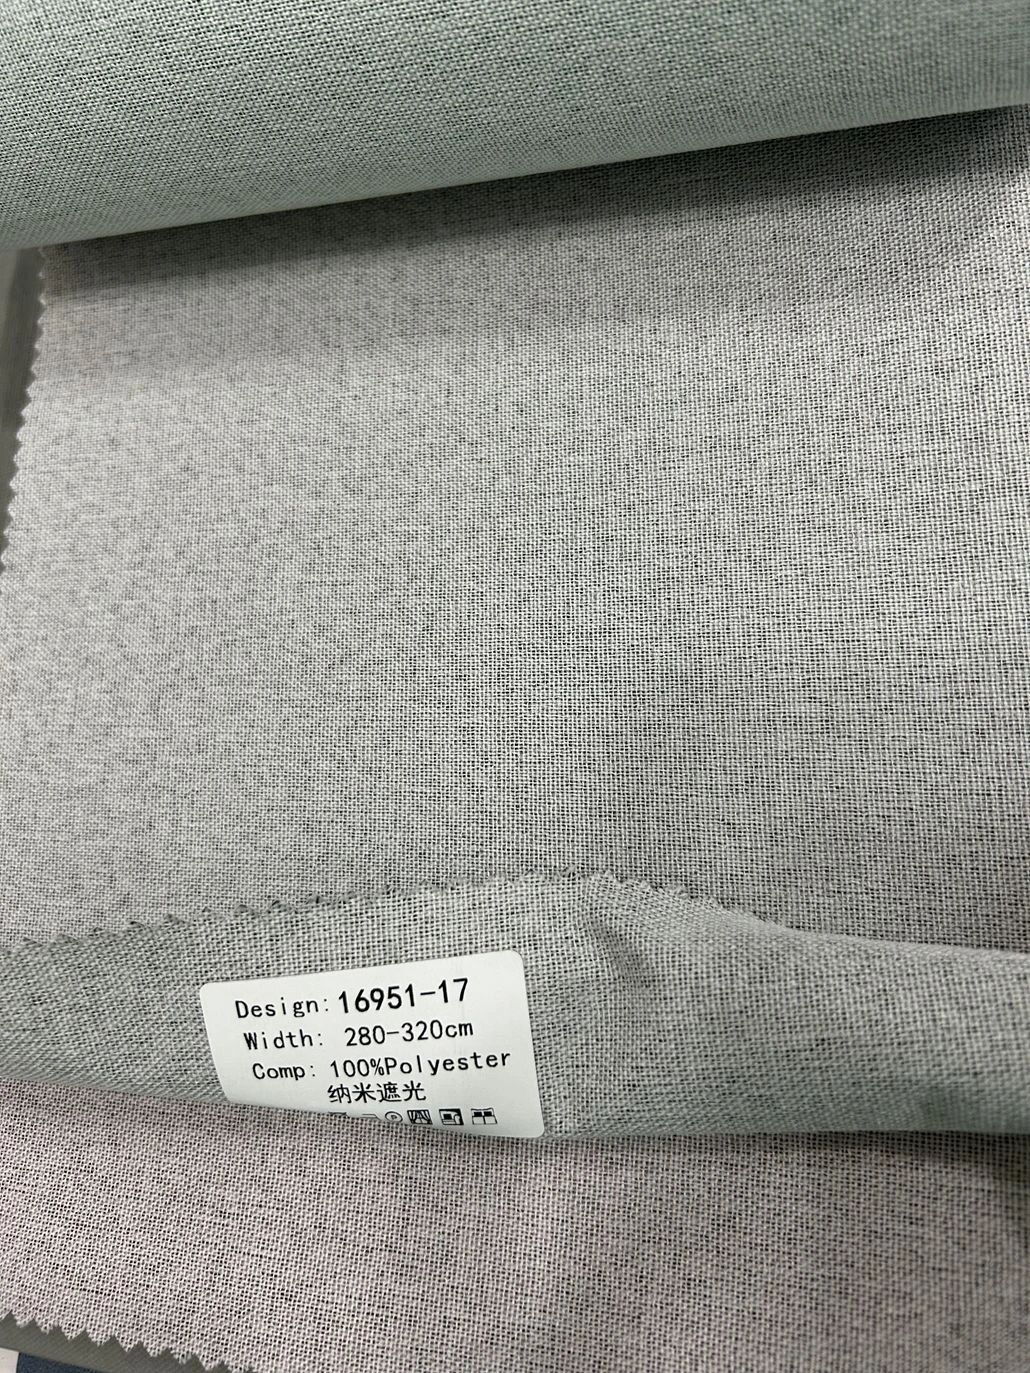 Design: 16951-17
Width: 280-320cm
Comp: 100%Polyester
纳米遮光